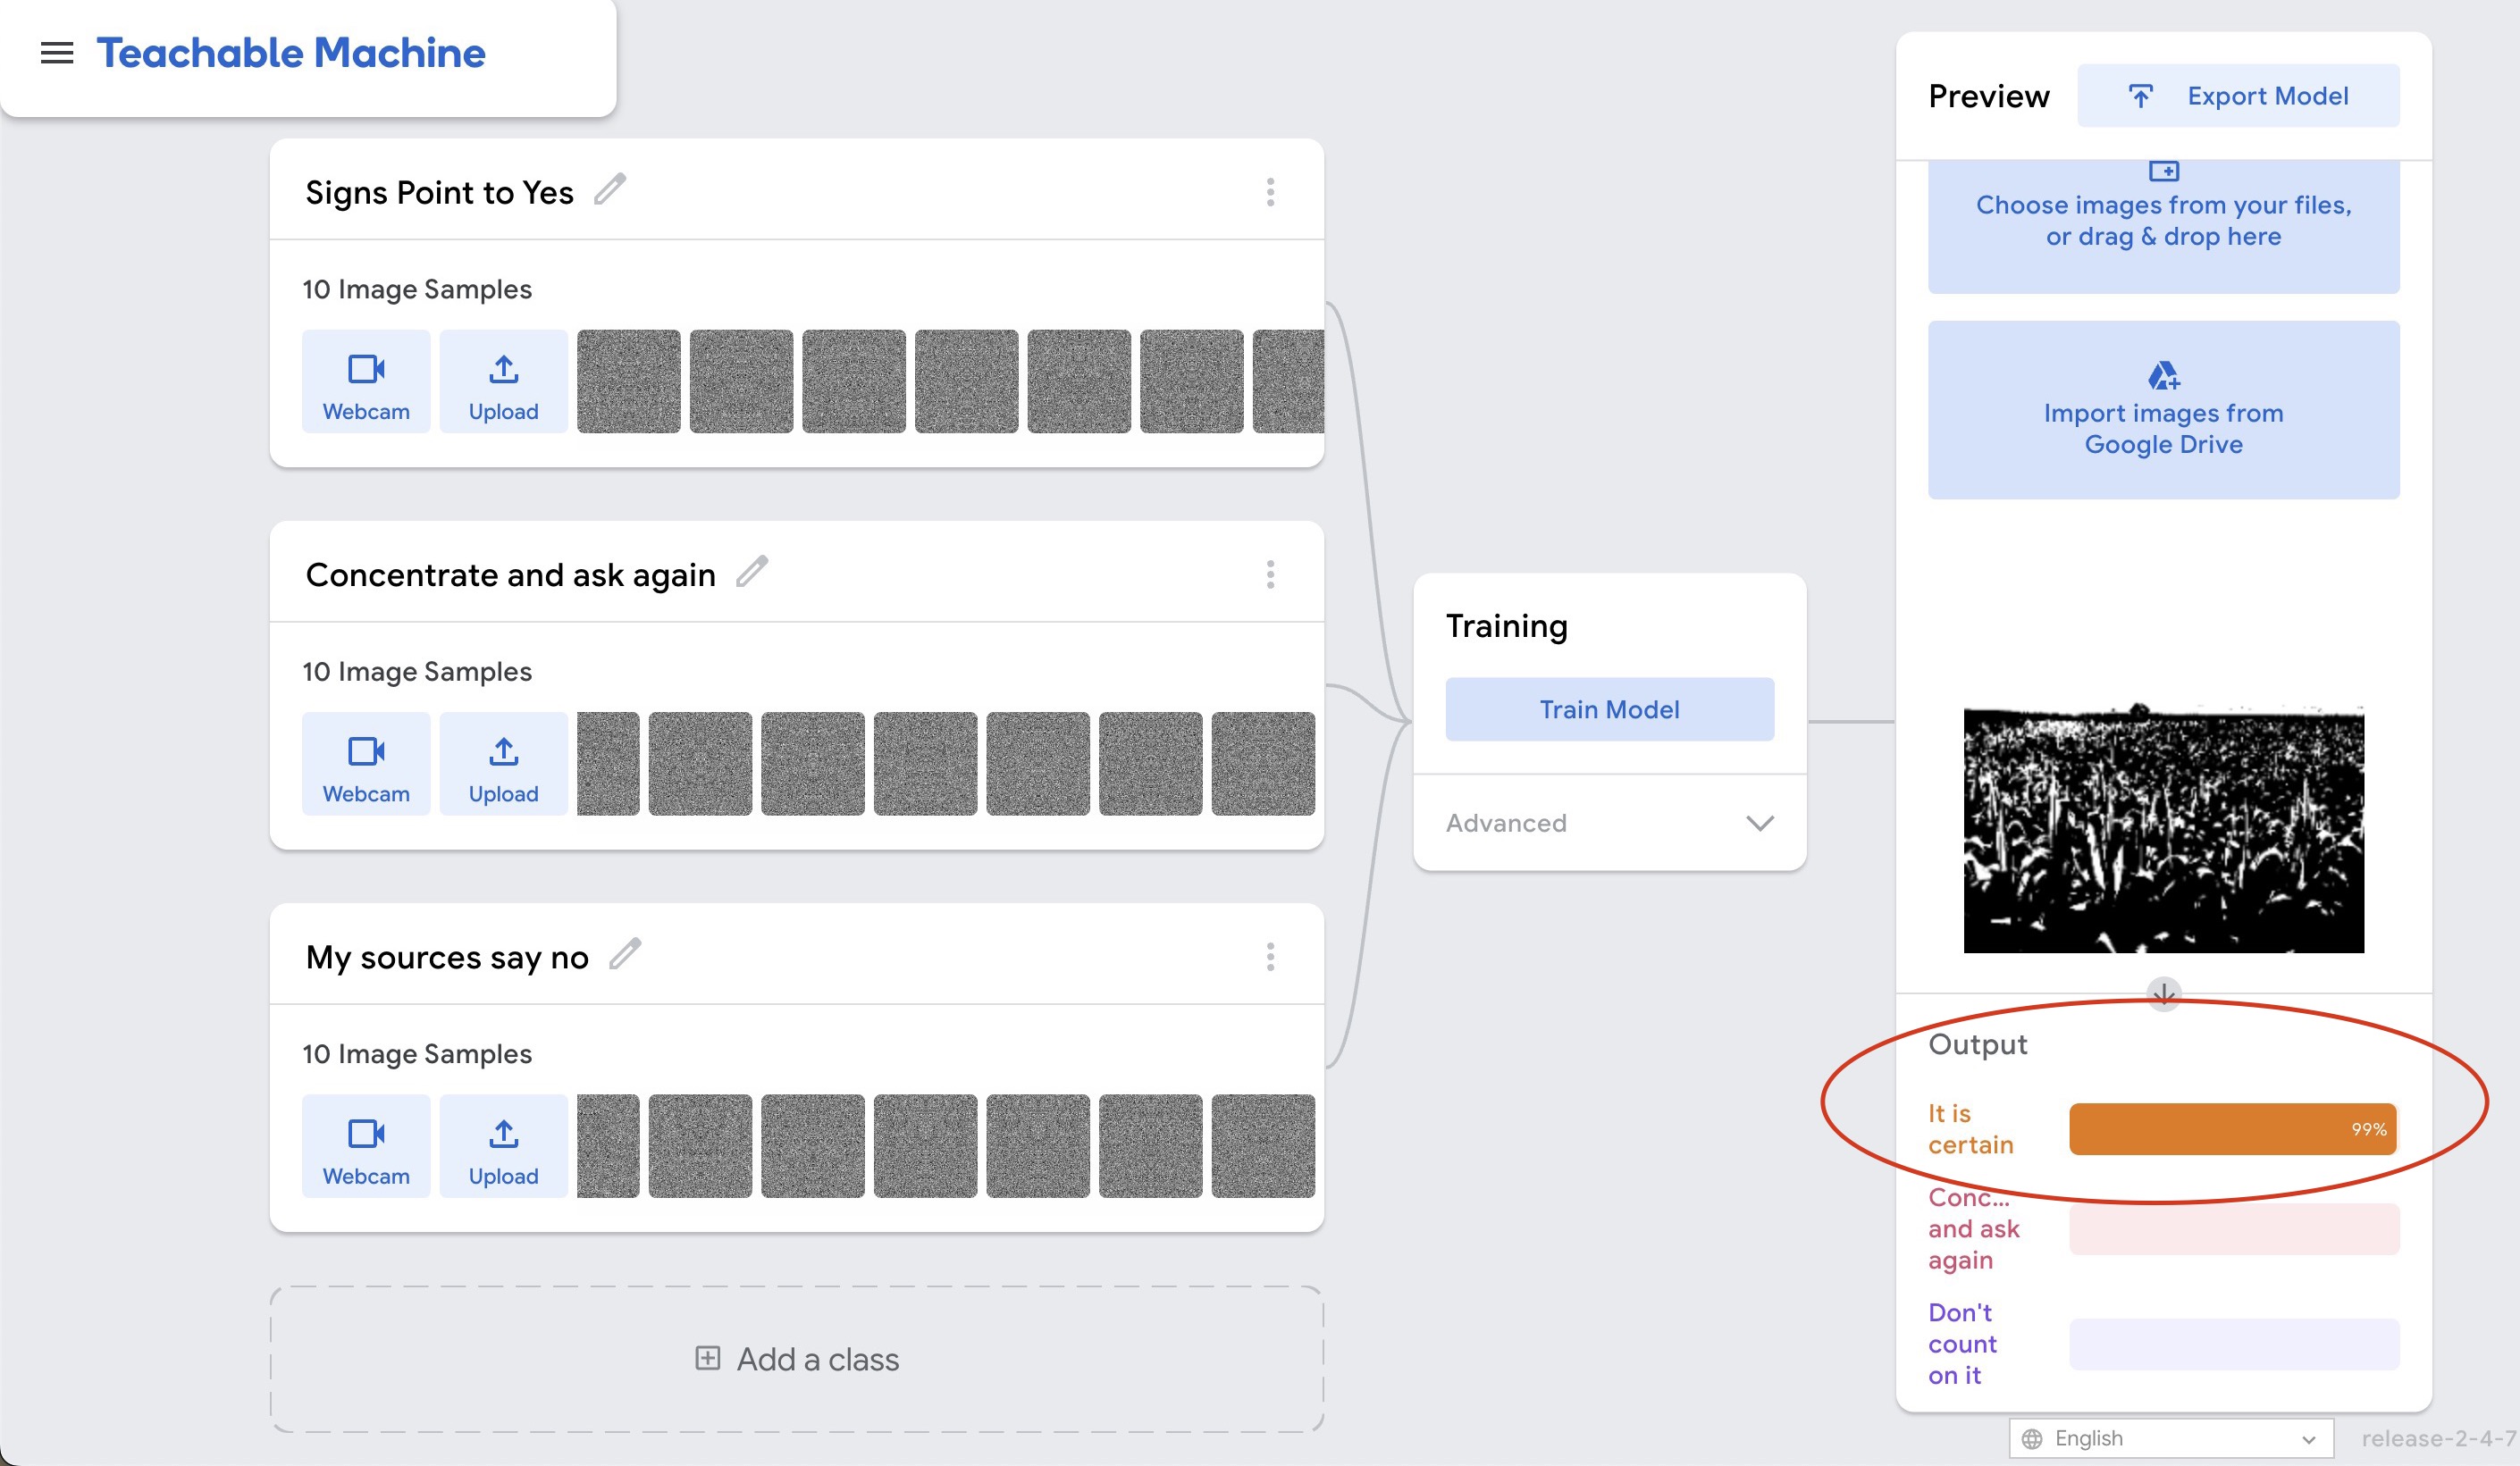 Teachable Machine
Signs Point to Yes
10 Image Samples
Webcam
Upload
Concentrate and ask again
10 Image Samples
Webcam
Upload
My sources say no
10 Image Samples
Webcam
Upload
Add a class
Training
Train Model
Advanced
Preview
Export Model
Choose images from your files,
or drag & drop here
Import images from
Google Drive
Output
It is
certain
99%
Conc...
and ask
again
Don't
count
on it
English
release-2-4-7